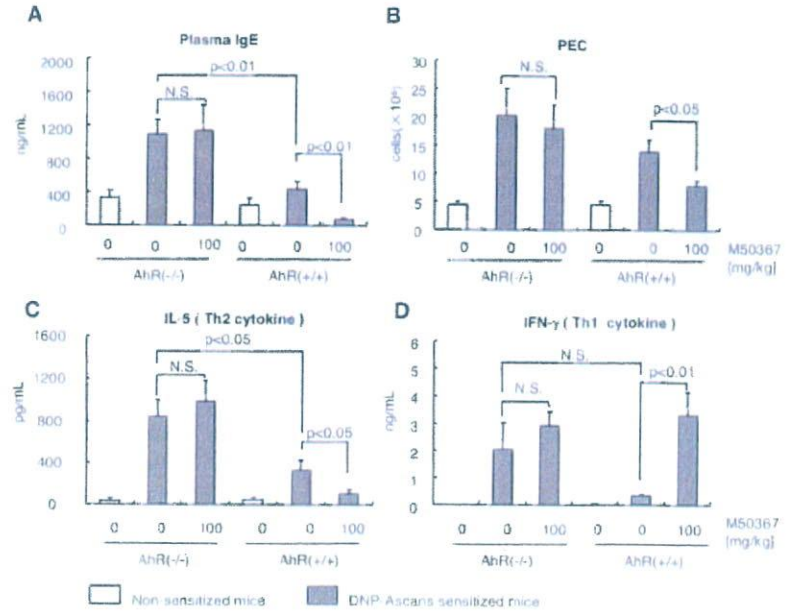 A
Plasma IgE
2000
1600
1200
800
400
0
ng/mL
p<0.01
N.S.
p<0.01
0 0 100 0 0 100
AhR(-/-) AhR(+/+)
B
PEC
30
25
20
15
10
5
0
cells(×10⁶)
N.S.
p<0.05
0 0 100 0 0 100 M50367
[mg/kg]
AhR(-/-) AhR(+/+)
C
IL-5 ( Th2 cytokine )
1600
1200
800
400
0
pg/mL
p<0.05
N.S.
p<0.05
0 0 100 0 0 100
AhR(-/-) AhR(+/+)
D
IFN-γ ( Th1 cytokine )
6
5
4
3
2
1
0
ng/mL
N.S.
N.S.
p<0.01
0 0 100 0 0 100 M50367
[mg/kg]
AhR(-/-) AhR(+/+)
Non-sensitized mice DNP-Ascaris sensitized mice